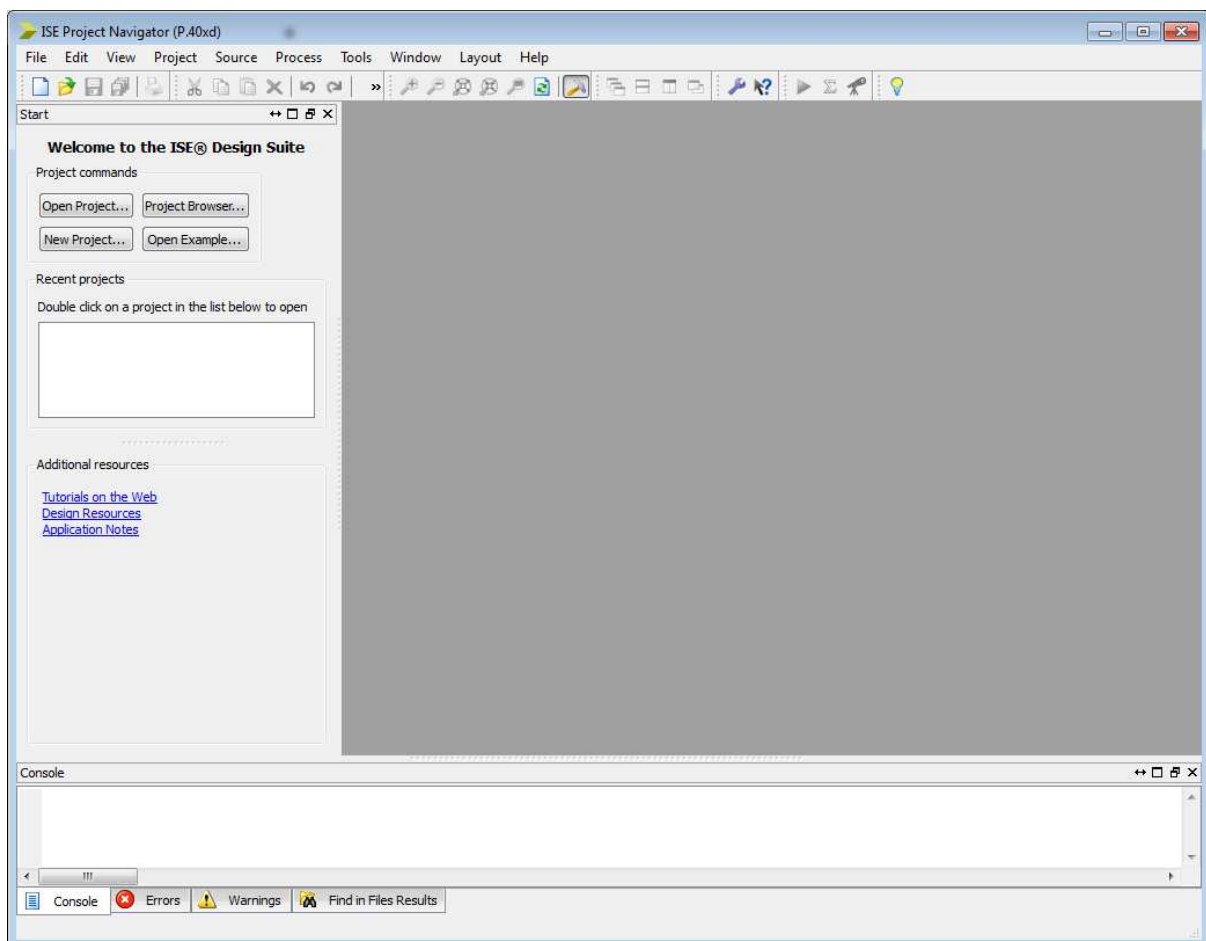 ISE Project Navigator (P.40xd)
File Edit View Project Source Process Tools Window Layout Help
Start
Welcome to the ISE® Design Suite
Project commands
Open Project... Project Browser...
New Project... Open Example...
Recent projects
Double click on a project in the list below to open
Additional resources
Tutorials on the Web
Design Resources
Application Notes
Console
Console Errors Warnings Find in Files Results